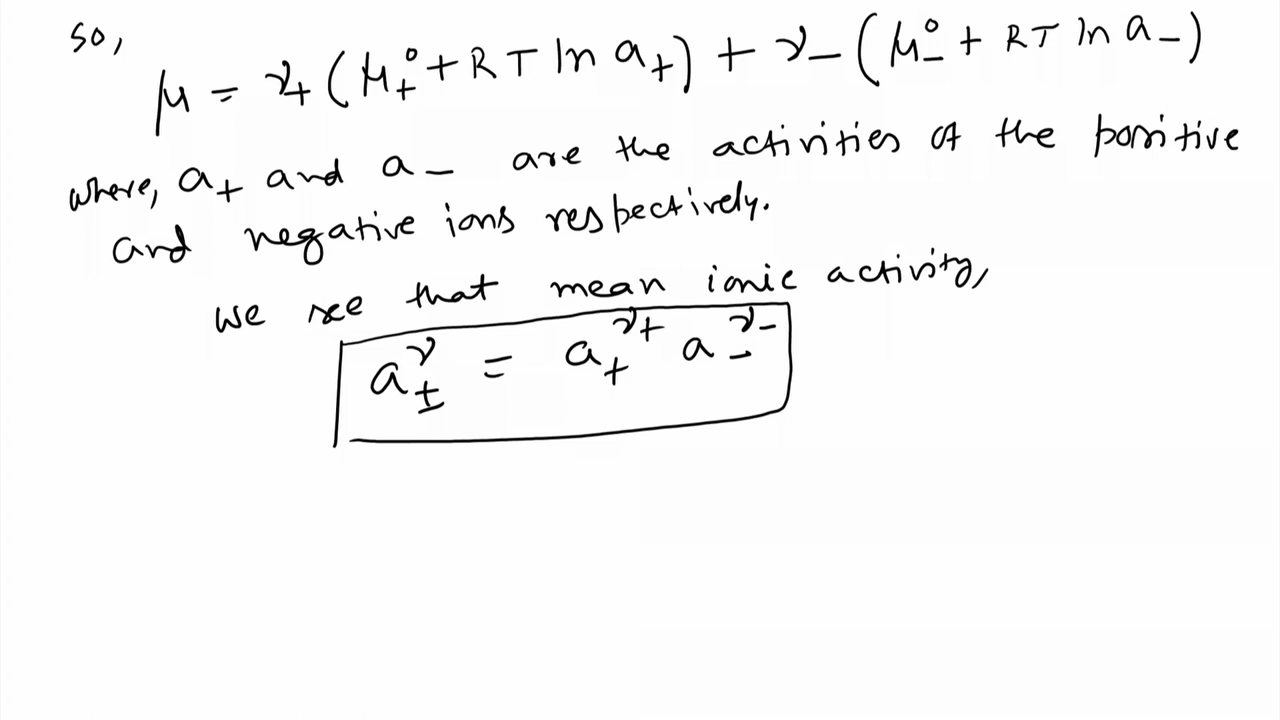 so,
μ = ν₊ (μ₊° + RT ln a₊) + ν₋ (μ₋° + RT ln a₋)
where, a₊ and a₋ are the activities of the positive
and negative ions respectively.
we see that mean ionic activity,
a±^ν = a₊^ν₊ a₋^ν₋